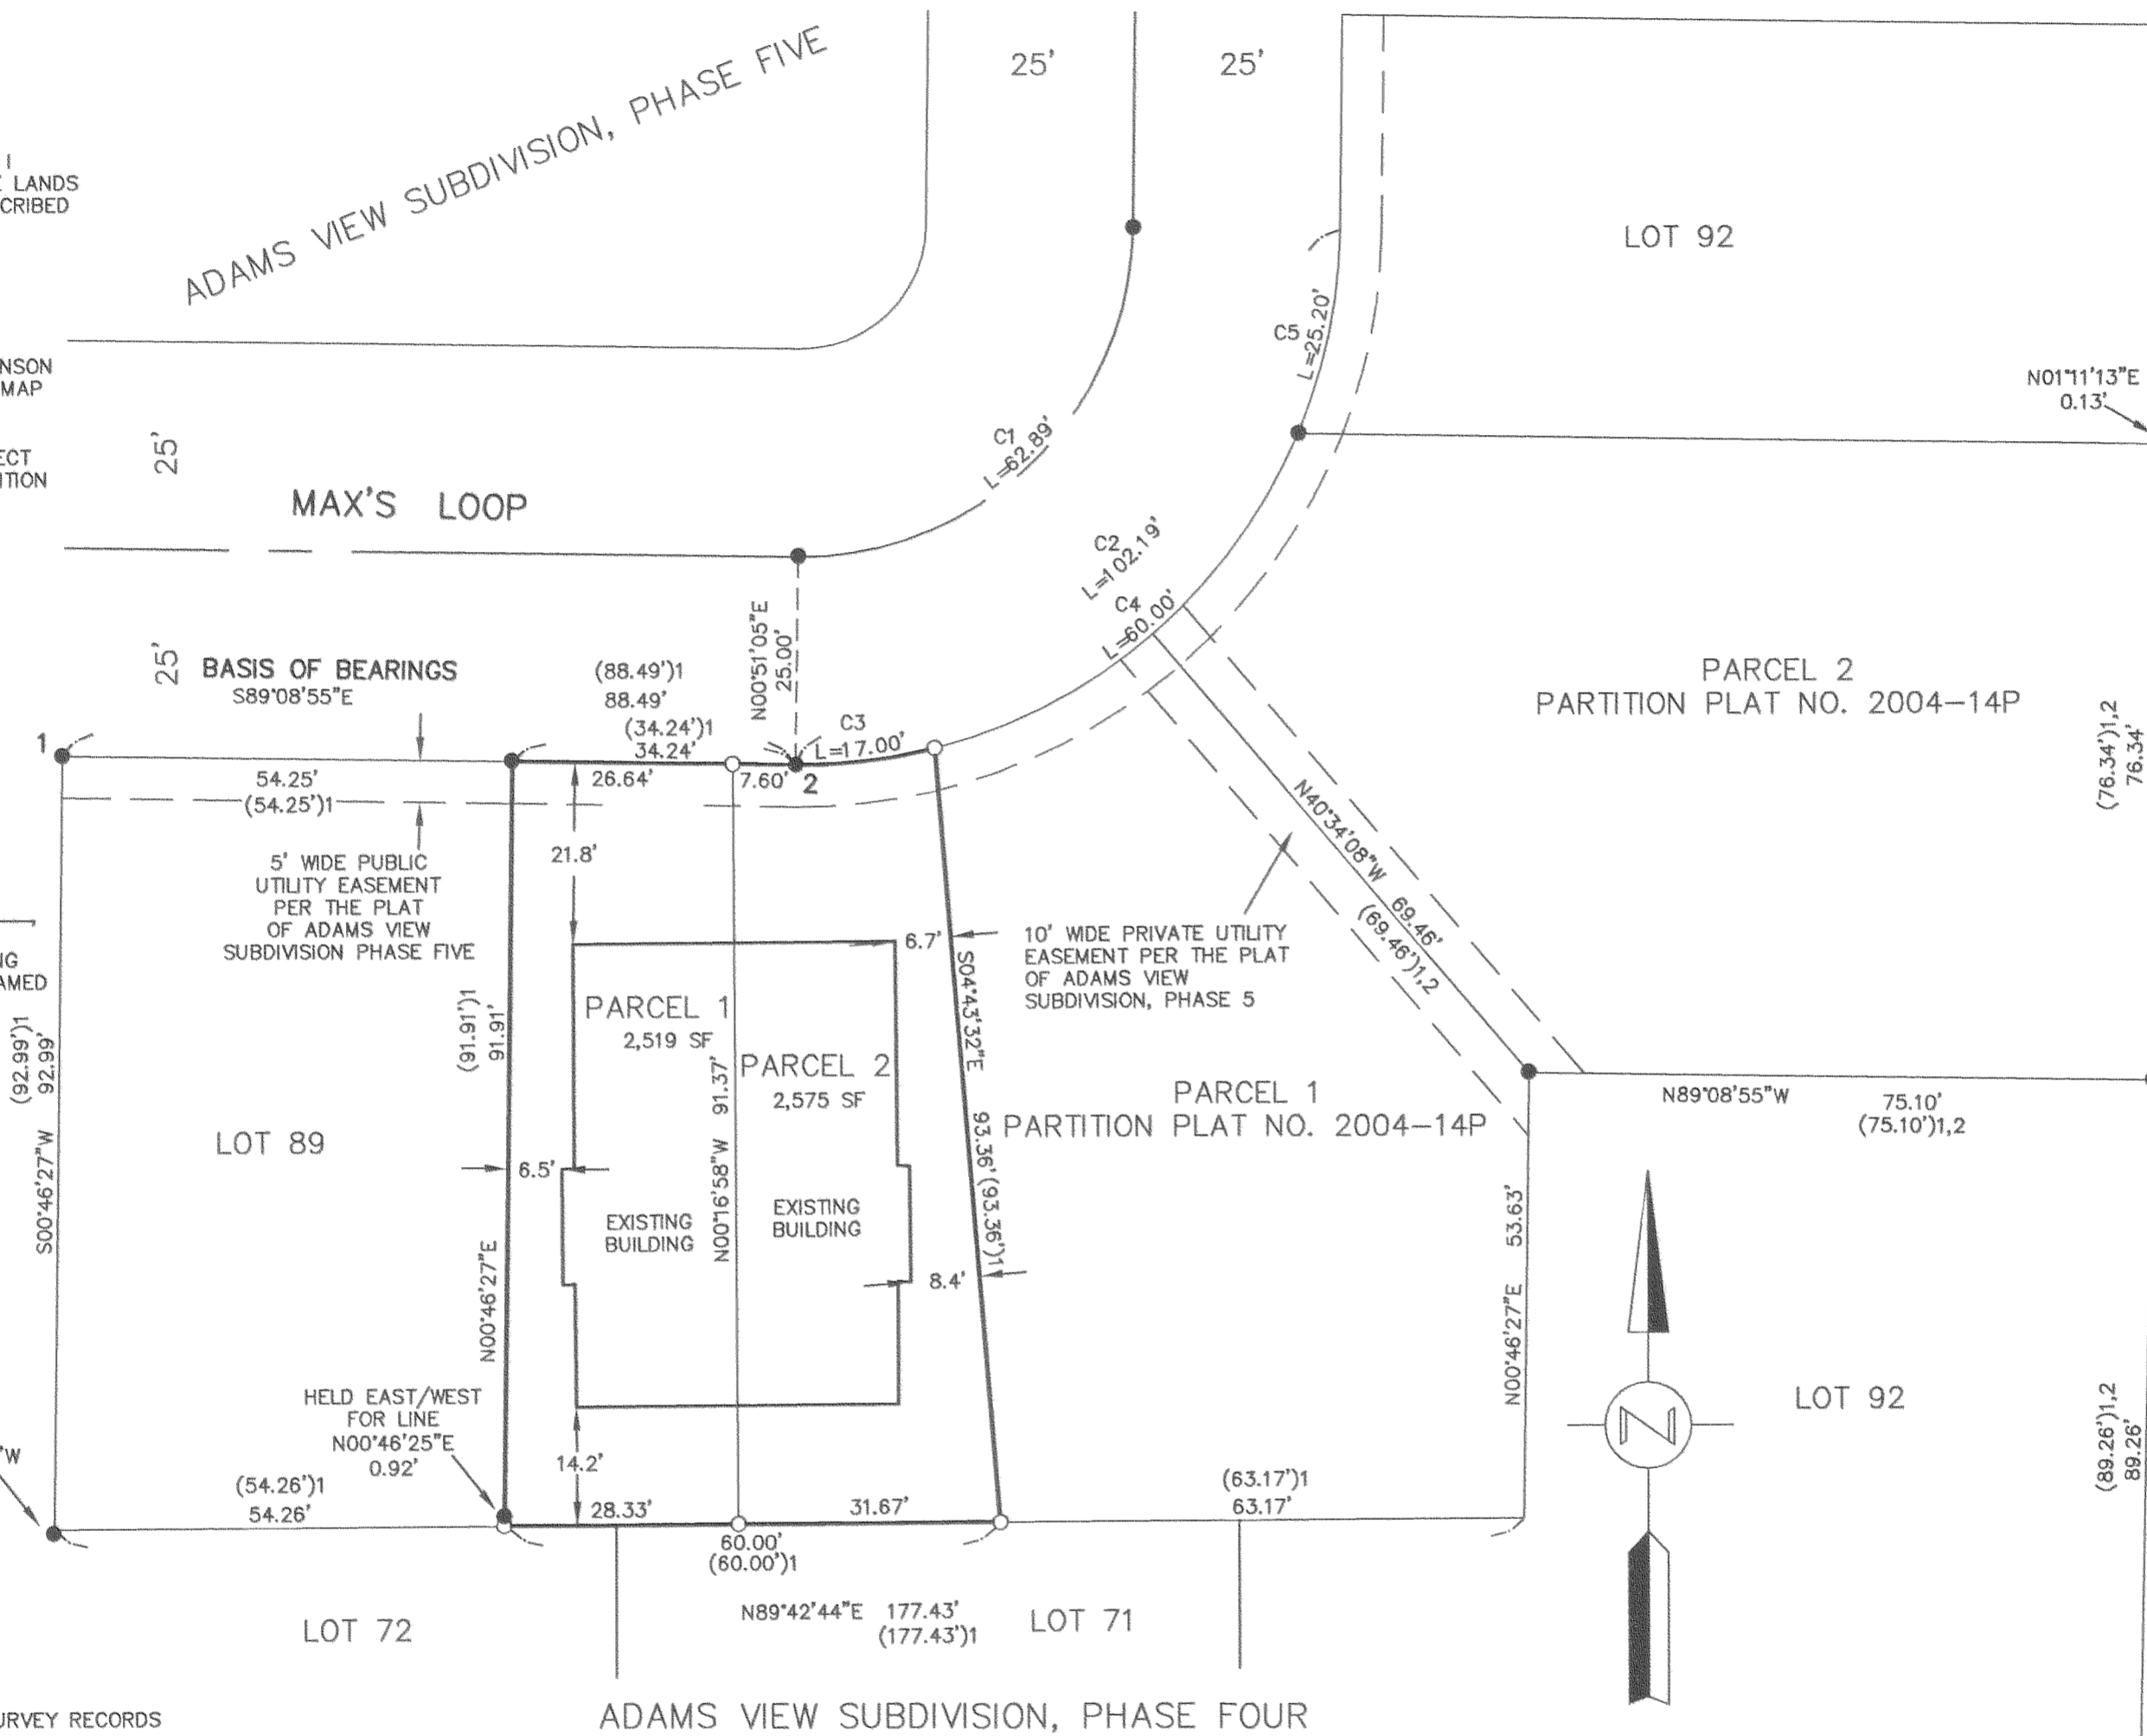 ADAMS VIEW SUBDIVISION, PHASE FIVE
25'
25'
LOT 92
LANDS
CRIBED
NSON
MAP
ECT
ITION
25'
MAX'S LOOP
C1
L=62.89'
C5
L=25.20'
N01°11'13"E
0.13'
C2
L=102.19'
C4
L=60.00'
25'
BASIS OF BEARINGS
S89°08'55"E
(88.49')1
88.49'
(34.24')1
34.24'
N00°51'05"E
25.00'
C3
L=17.00'
1
54.25'
(54.25')1
26.64'
7.60'
2
PARCEL 2
PARTITION PLAT NO. 2004-14P
(76.34')1,2
76.34'
5' WIDE PUBLIC
UTILITY EASEMENT
PER THE PLAT
OF ADAMS VIEW
SUBDIVISION PHASE FIVE
21.8'
N40°34'08"W 69.46'
(69.46')1,2
10' WIDE PRIVATE UTILITY
EASEMENT PER THE PLAT
OF ADAMS VIEW
SUBDIVISION, PHASE 5
6.7'
NG
AMED
(92.99')1
92.99'
S00°46'27"W
(91.91')1
91.91'
N00°46'27"E
PARCEL 1
2,519 SF
PARCEL 2
2,575 SF
N00°16'58"W 91.37'
S04°43'32"E 93.36' (93.36')1
PARCEL 1
PARTITION PLAT NO. 2004-14P
N89°08'55"W
75.10'
(75.10')1,2
LOT 89
6.5'
EXISTING
BUILDING
EXISTING
BUILDING
8.4'
N00°46'27"E 53.63'
N
LOT 92
(89.26')1,2
89.26'
HELD EAST/WEST
FOR LINE
N00°46'25"E
0.92'
"W
(54.26')1
54.26'
14.2'
28.33'
31.67'
60.00'
(60.00')1
(63.17')1
63.17'
N89°42'44"E 177.43'
(177.43')1
LOT 72
LOT 71
URVEY RECORDS
ADAMS VIEW SUBDIVISION, PHASE FOUR